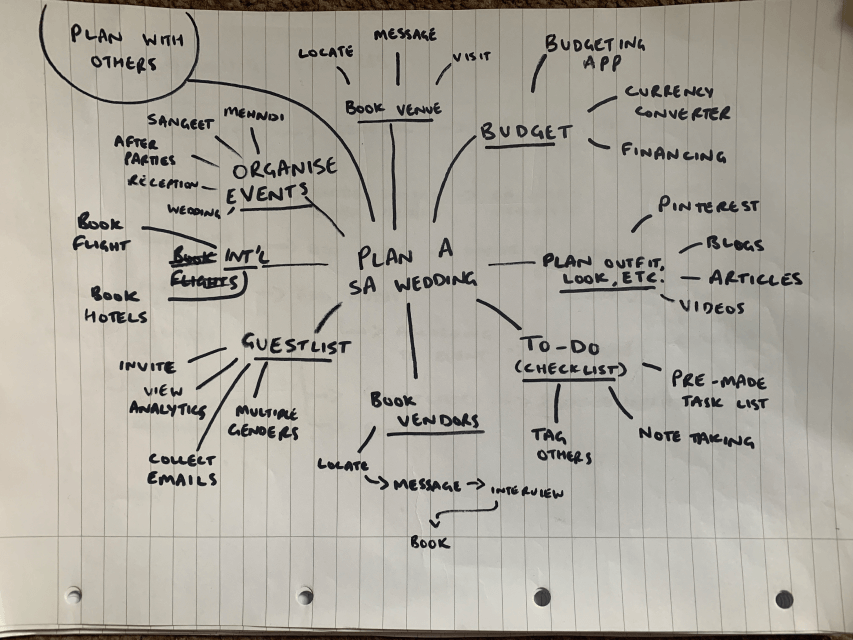 PLAN WITH
OTHERS
LOCATE
MESSAGE
VISIT
BOOK VENUE
BUDGETING
APP
BUDGET
CURRENCY
CONVERTER
FINANCING
SANGEET
MEHNDI
AFTER
PARTIES
RECEPTION
WEDDING
ORGANISE
EVENTS
BOOK
FLIGHT
BOOK INT'L
FLIGHTS
BOOK
HOTELS
PLAN A
SA WEDDING
PLAN OUTFIT,
LOOK, ETC.
PINTEREST
BLOGS
ARTICLES
VIDEOS
GUESTLIST
INVITE
VIEW
ANALYTICS
MULTIPLE
GENDERS
COLLECT
EMAILS
BOOK
VENDORS
LOCATE
→ MESSAGE → INTERVIEW
BOOK
TO-DO
(CHECKLIST)
PRE-MADE
TASK LIST
TAG
OTHERS
NOTE TAKING